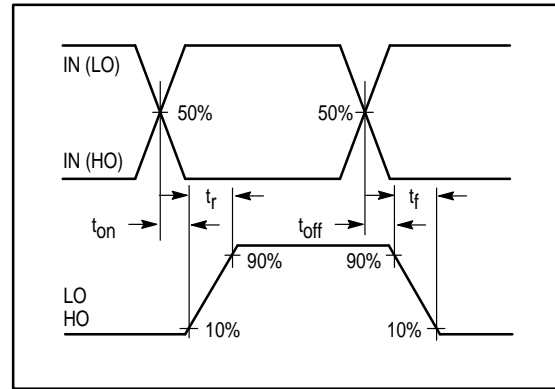 IN (LO)
50% 50%
IN (HO)
tr tf
ton toff
90% 90%
LO
HO
10% 10%